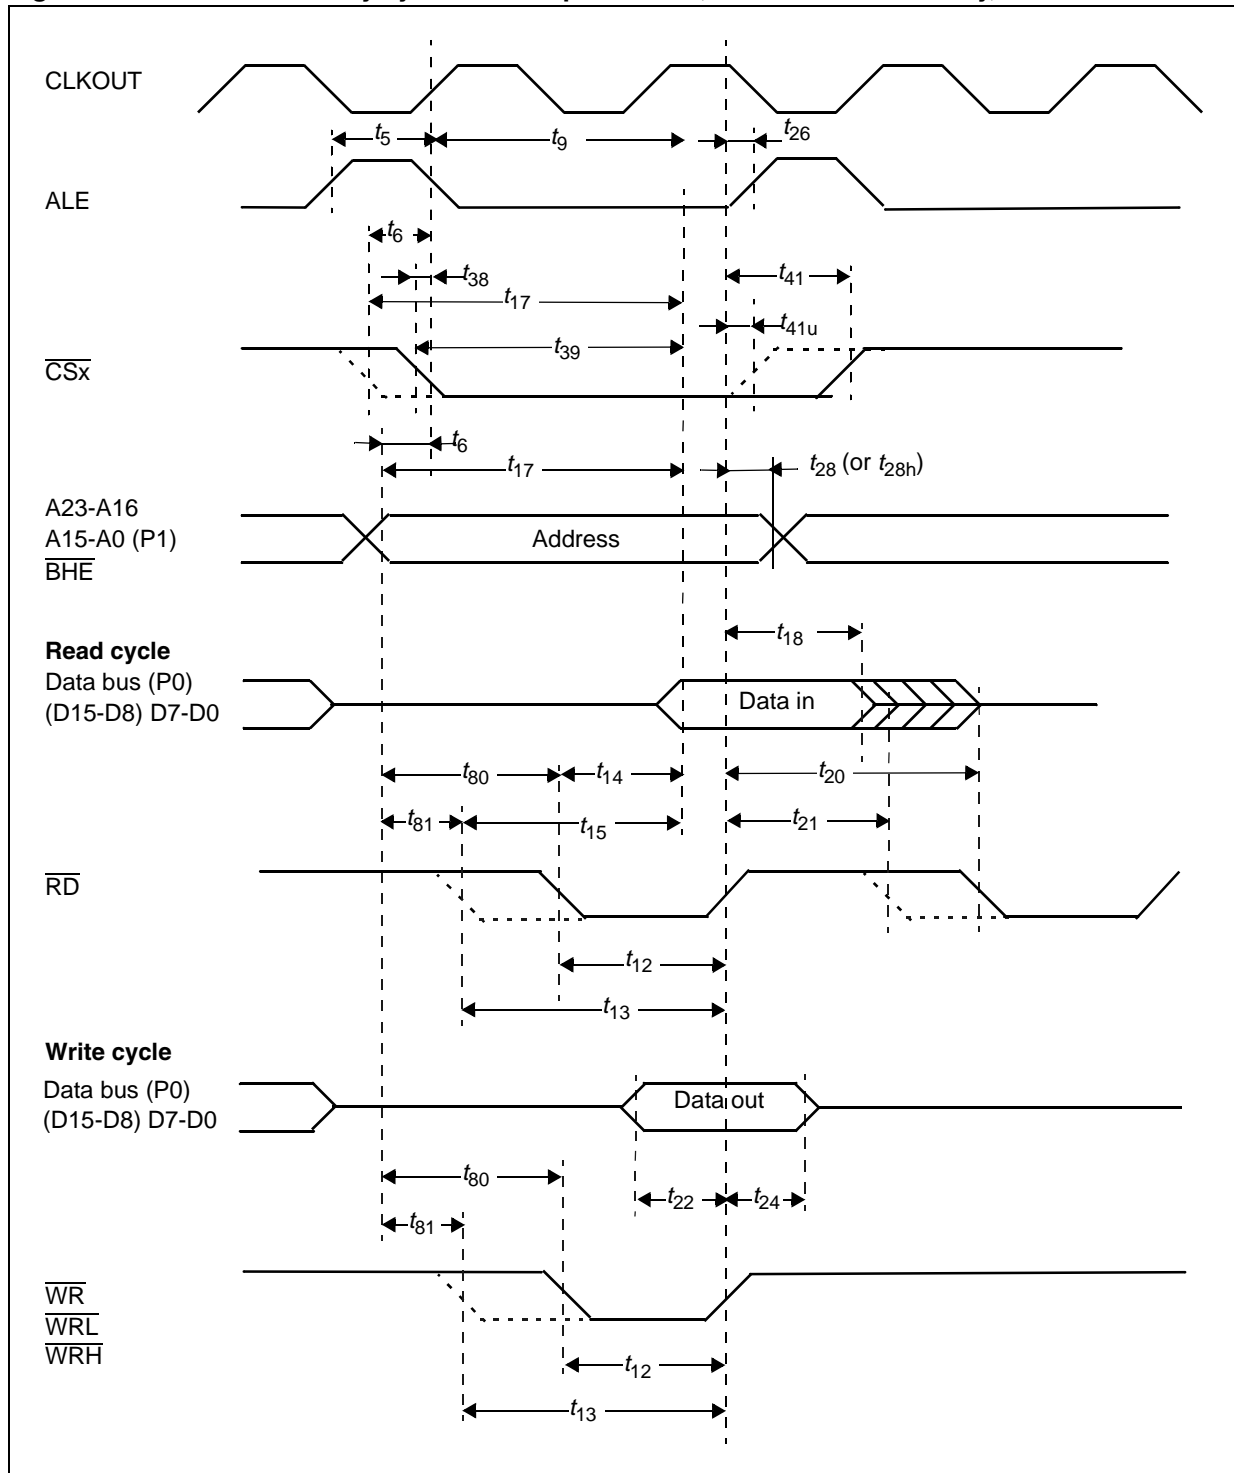 CLKOUT
t5
t9
t26
ALE
t6
t38
t41
t17
t41u
t39
CSx
t6
t17
t28 (or t28h)
A23-A16
A15-A0 (P1)
Address
BHE
t18
Read cycle
Data bus (P0)
Data in
(D15-D8) D7-D0
t80
t14
t20
t81
t15
t21
RD
t12
t13
Write cycle
Data bus (P0)
Data out
(D15-D8) D7-D0
t80
t22
t24
t81
WR
WRL
WRH
t12
t13